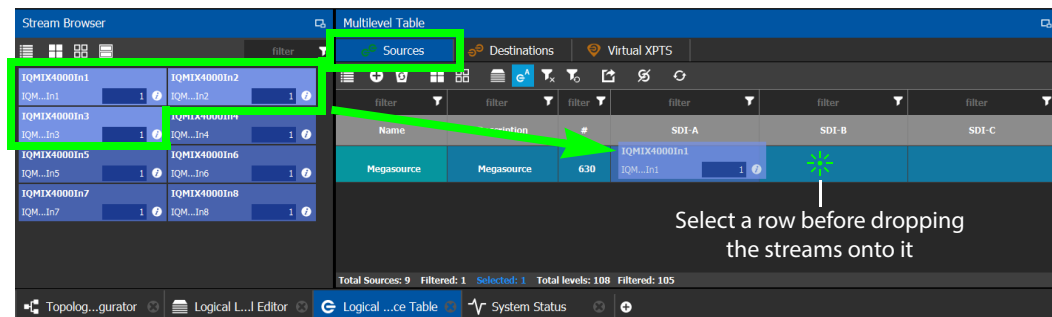 Stream Browser
filter
IQMIX4000In1 IQMIX4000In2
IQM...In1 1 IQM...In2 1
IQMIX4000In3 IQMIX4000In4
IQM...In3 1 IQM...In4 1
IQMIX4000In5 IQMIX4000In6
IQM...In5 1 IQM...In6 1
IQMIX4000In7 IQMIX4000In8
IQM...In7 1 IQM...In8 1
Multilevel Table
Sources Destinations Virtual XPTS
filter filter filter filter filter filter
Name Description # SDI-A SDI-B SDI-C
Megasource Megasource 630 IQMIX4000In1
IQM...In1 1
Select a row before dropping
the streams onto it
Total Sources: 9 Filtered: 1 Selected: 1 Total levels: 108 Filtered: 105
Topolog...gurator Logical L...l Editor Logical ...ce Table System Status